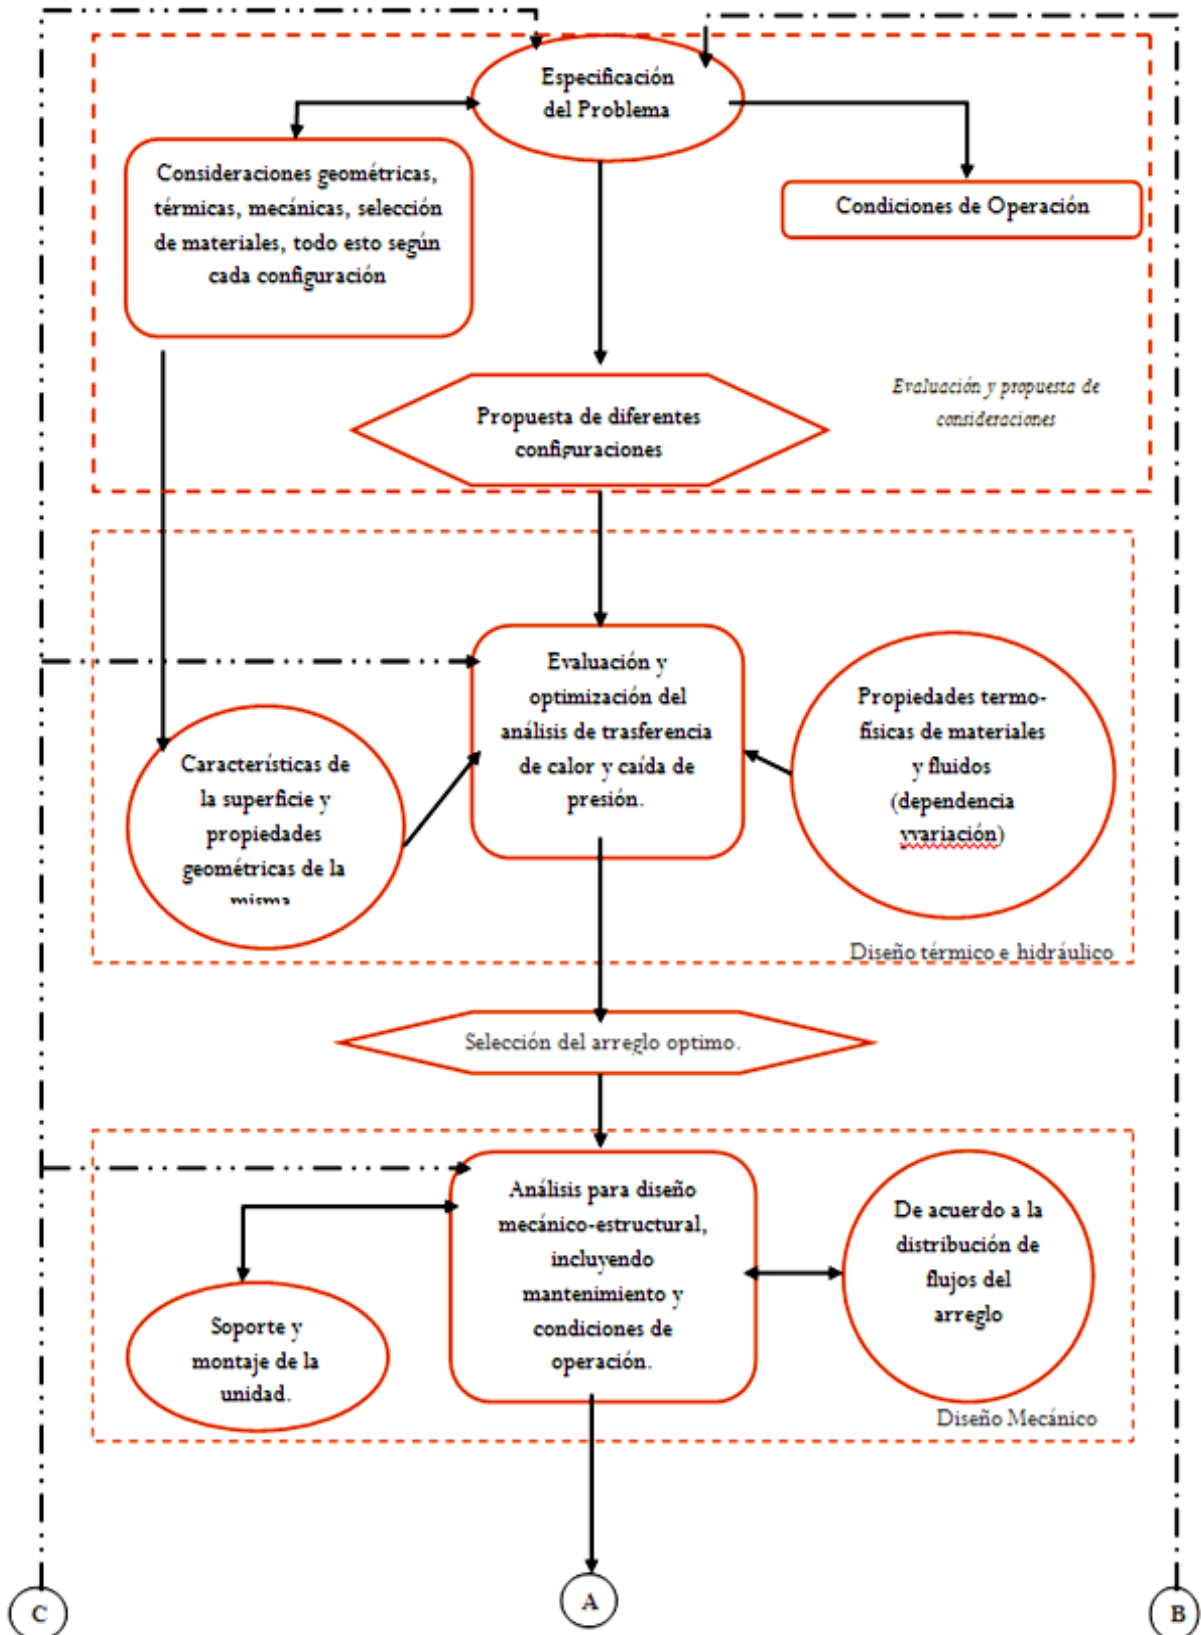 Especificación
del Problema
Consideraciones geométricas,
térmicas, mecánicas, selección
de materiales, todo esto según
cada configuración
Condiciones de Operación
Evaluación y propuesta de
consideraciones
Propuesta de diferentes
configuraciones
Evaluación y
optimización del
análisis de trasferencia
de calor y caída de
presión.
Propiedades termo-
físicas de materiales
y fluidos
(dependencia
yvariación)
Característícas de
la superficie y
propiedades
geométricas de la
misma
Diseño térmico e hidráulico
Selección del arreglo optimo.
Análisis para diseño
mecánico-estructural,
incluyendo
mantenimiento y
condiciones de
operación.
De acuerdo a la
distribución de
flujos del
arreglo
Soporte y
montaje de la
unidad.
Diseño Mecánico
C
A
B